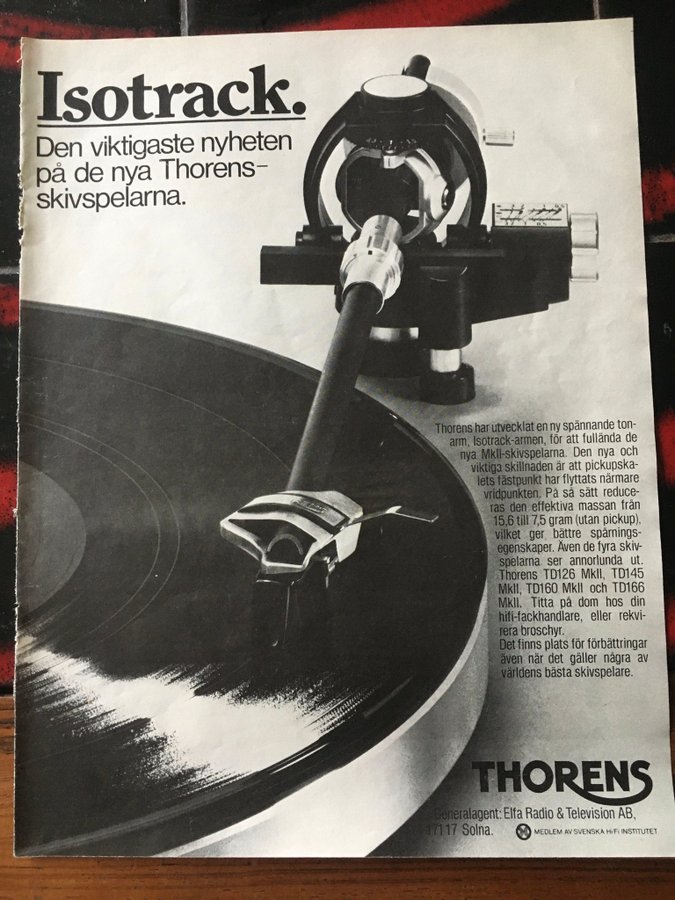 Isotrack.
Den viktigaste nyheten
på de nya Thorens-
skivspelarna.
Thorens har utvecklat en ny spännande ton-
arm, Isotrack-armen, för att fullända de
nya MkII-skivspelarna. Den nya och
viktiga skillnaden är att pickupska-
lets fästpunkt har flyttats närmare
vridpunkten. På så sätt reduce-
ras den effektiva massan från
15,6 till 7,5 gram (utan pickup),
vilket ger bättre spårnings-
egenskaper. Även de fyra skiv-
spelarna ser annorlunda ut.
Thorens TD126 MkII, TD145
MkII, TD160 MkII och TD166
MkII. Titta på dom hos din
hifi-fackhandlare, eller rekvi-
rera broschyr.
Det finns plats för förbättringar
även när det gäller några av
världens bästa skivspelare.
THORENS
Generalagent: Elfa Radio & Television AB,
17117 Solna.
MEDLEM AV SVENSKA HiFi INSTITUTET